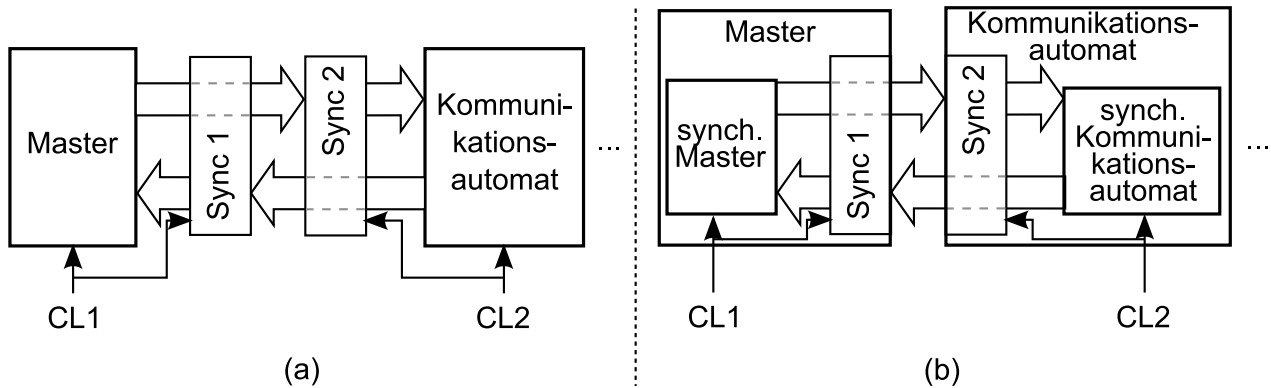 Master
Sync 1
Sync 2
Kommuni-
kations-
automat
...
CL1
CL2
(a)
Master
synch.
Master
Sync 1
Sync 2
Kommunikations-
automat
synch.
Kommuni-
kations-
automat
...
CL1
CL2
(b)